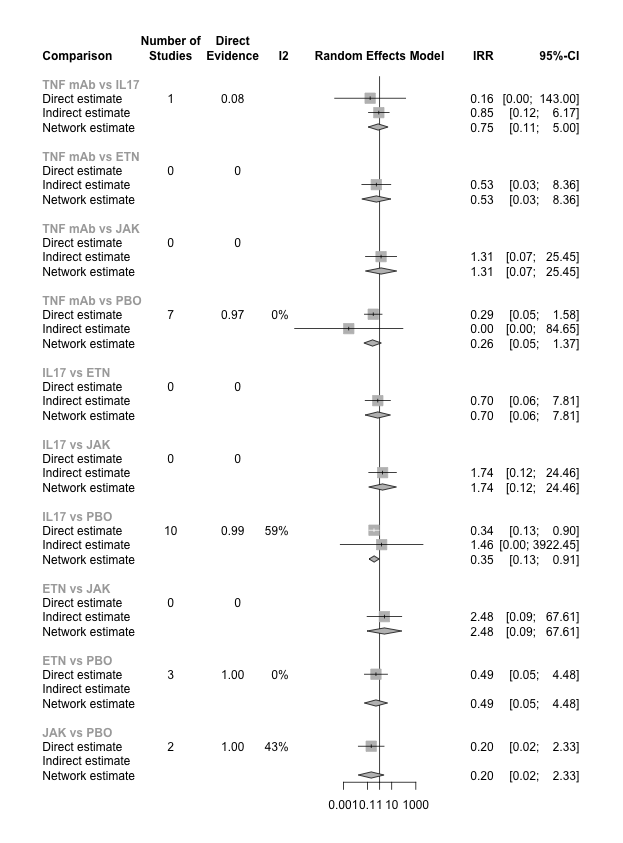 Number of Direct
Comparison Studies Evidence I2 Random Effects Model IRR 95%-CI
TNF mAb vs IL17
Direct estimate 1 0.08 0.16 [0.00; 143.00]
Indirect estimate 0.85 [0.12; 6.17]
Network estimate 0.75 [0.11; 5.00]
TNF mAb vs ETN
Direct estimate 0 0
Indirect estimate 0.53 [0.03; 8.36]
Network estimate 0.53 [0.03; 8.36]
TNF mAb vs JAK
Direct estimate 0 0
Indirect estimate 1.31 [0.07; 25.45]
Network estimate 1.31 [0.07; 25.45]
TNF mAb vs PBO
Direct estimate 7 0.97 0% 0.29 [0.05; 1.58]
Indirect estimate 0.00 [0.00; 84.65]
Network estimate 0.26 [0.05; 1.37]
IL17 vs ETN
Direct estimate 0 0
Indirect estimate 0.70 [0.06; 7.81]
Network estimate 0.70 [0.06; 7.81]
IL17 vs JAK
Direct estimate 0 0
Indirect estimate 1.74 [0.12; 24.46]
Network estimate 1.74 [0.12; 24.46]
IL17 vs PBO
Direct estimate 10 0.99 59% 0.34 [0.13; 0.90]
Indirect estimate 1.46 [0.00; 3922.45]
Network estimate 0.35 [0.13; 0.91]
ETN vs JAK
Direct estimate 0 0
Indirect estimate 2.48 [0.09; 67.61]
Network estimate 2.48 [0.09; 67.61]
ETN vs PBO
Direct estimate 3 1.00 0% 0.49 [0.05; 4.48]
Indirect estimate
Network estimate 0.49 [0.05; 4.48]
JAK vs PBO
Direct estimate 2 1.00 43% 0.20 [0.02; 2.33]
Indirect estimate
Network estimate 0.20 [0.02; 2.33]
0.001 0.1 1 10 1000